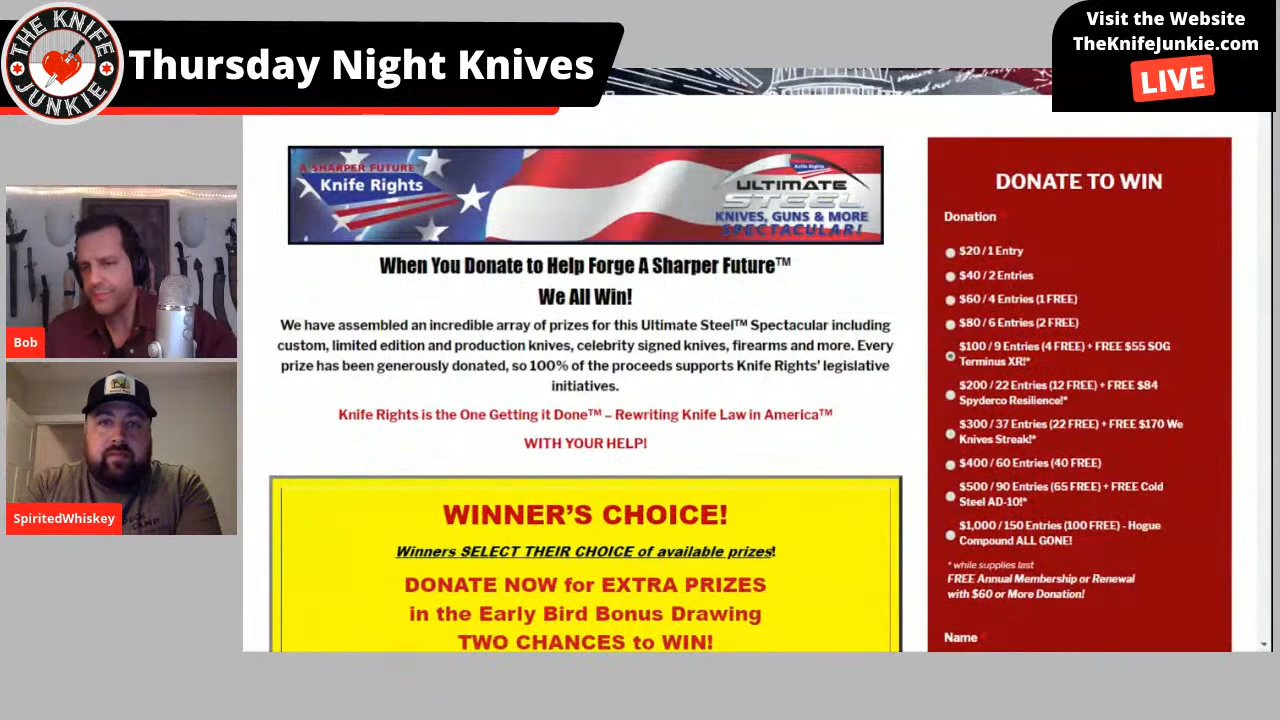 THE KNIFE
JUNKIE
Thursday Night Knives
Visit the Website
TheKnifeJunkie.com
LIVE
A SHARPER FUTURE™
Knife Rights
Knife Rights
ULTIMATE
STEEL
KNIVES, GUNS & MORE
SPECTACULAR!
When You Donate to Help Forge A Sharper Future™
We All Win!
We have assembled an incredible array of prizes for this Ultimate Steel™ Spectacular including
custom, limited edition and production knives, celebrity signed knives, firearms and more. Every
prize has been generously donated, so 100% of the proceeds supports Knife Rights' legislative
initiatives.
Knife Rights is the One Getting it Done™ – Rewriting Knife Law in America™
WITH YOUR HELP!
WINNER'S CHOICE!
Winners SELECT THEIR CHOICE of available prizes!
DONATE NOW for EXTRA PRIZES
in the Early Bird Bonus Drawing
TWO CHANCES to WIN!
DONATE TO WIN
Donation *
$20 / 1 Entry
$40 / 2 Entries
$60 / 4 Entries (1 FREE)
$80 / 6 Entries (2 FREE)
$100 / 9 Entries (4 FREE) + FREE $55 SOG
Terminus XR!*
$200 / 22 Entries (12 FREE) + FREE $84
Spyderco Resilience!*
$300 / 37 Entries (22 FREE) + FREE $170 We
Knives Streak!*
$400 / 60 Entries (40 FREE)
$500 / 90 Entries (65 FREE) + FREE Cold
Steel AD-10!*
$1,000 / 150 Entries (100 FREE) - Hogue
Compound ALL GONE!
* while supplies last
FREE Annual Membership or Renewal
with $60 or More Donation!
Name *
Bob
SpiritedWhiskey